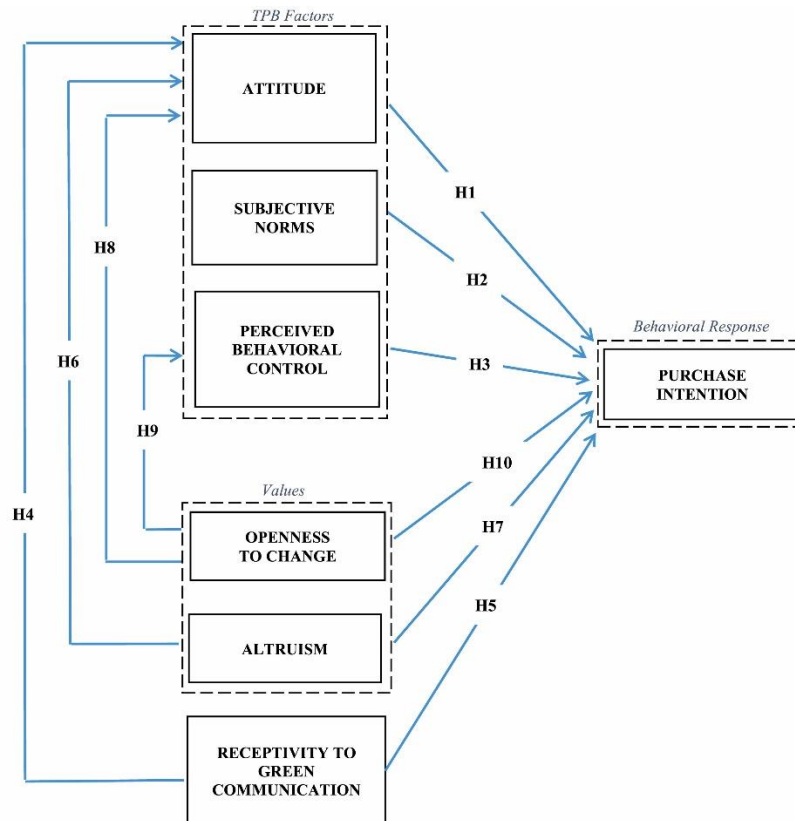 TPB Factors
ATTITUDE
H1
SUBJECTIVE
NORMS
H8
H2
Behavioral Response
PERCEIVED
BEHAVIORAL
CONTROL
H6
H3
PURCHASE
INTENTION
H9
H10
Values
H4
OPENNESS
TO CHANGE
H7
H5
ALTRUISM
RECEPTIVITY TO
GREEN
COMMUNICATION